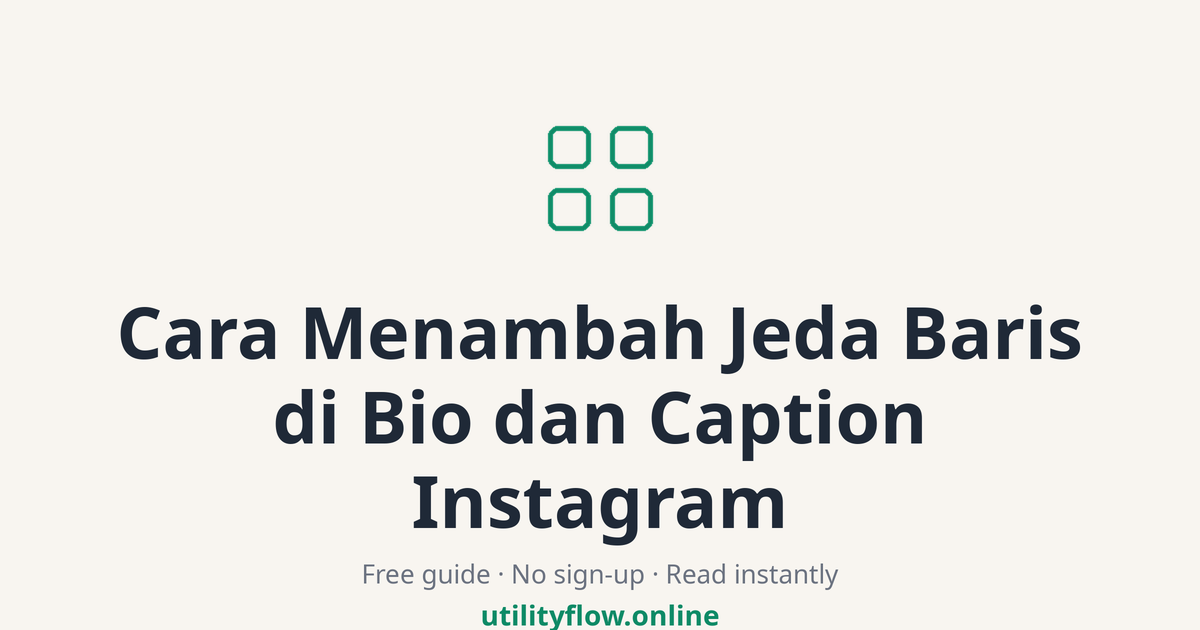 Cara Menambah Jeda Baris
di Bio dan Caption
Instagram
Free guide · No sign-up · Read instantly
utilityflow.online